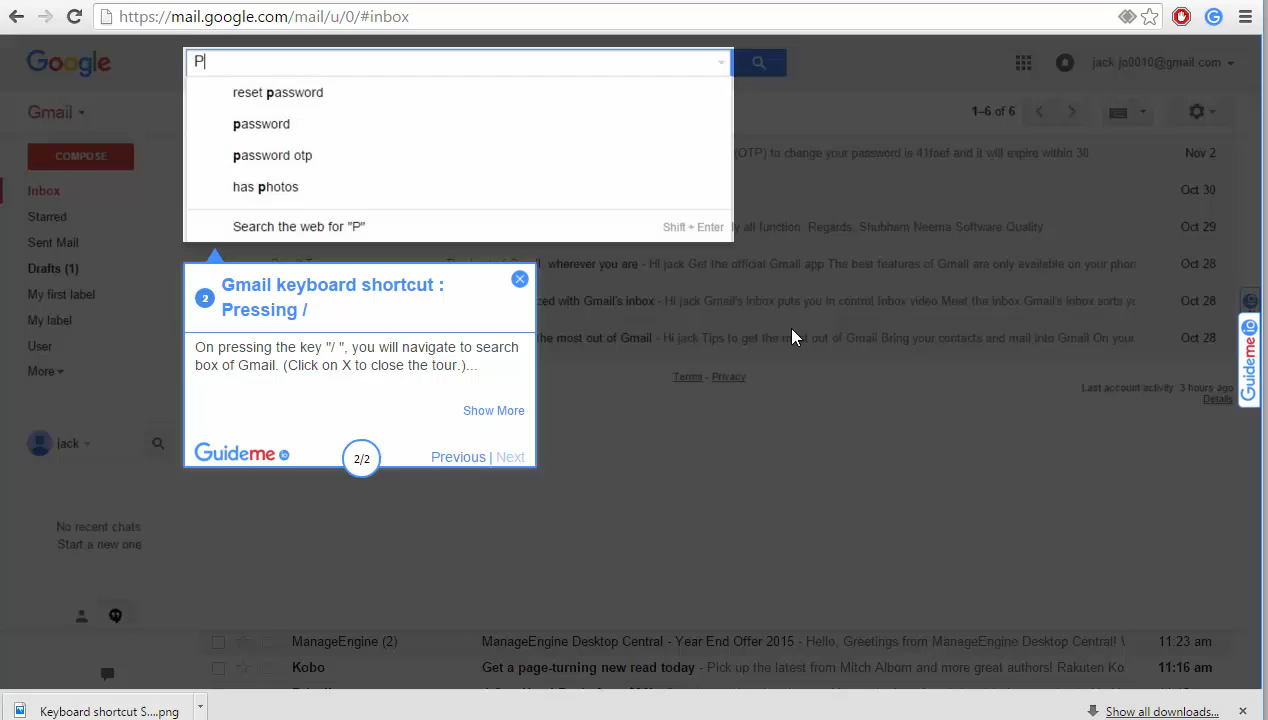 https://mail.google.com/mail/u/0/#inbox
Google
P
jack.jo0010@gmail.com
reset password
password
password otp
has photos
Search the web for "P"
Shift + Enter
Gmail
1–6 of 6
COMPOSE
Inbox
Starred
Sent Mail
Drafts (1)
My first label
My label
User
More
jack
No recent chats
Start a new one
(OTP) to change your password is 41faef and it will expire within 30
Nov 2
Oct 30
all function. Regards, Shubham Neema Software Quality
Oct 29
, wherever you are - Hi jack Get the official Gmail app The best features of Gmail are only available on your phon
Oct 28
with Gmail's inbox - Hi jack Gmail's inbox puts you in control Inbox video Meet the inbox Gmail's inbox sorts y
Oct 28
he most out of Gmail - Hi jack Tips to get the most out of Gmail Bring your contacts and mail into Gmail On your
Oct 28
Terms - Privacy
Last account activity: 3 hours ago
Details
2
Gmail keyboard shortcut :
Pressing /
On pressing the key "/ ", you will navigate to search
box of Gmail. (Click on X to close the tour.)...
Show More
Guideme io
2/2
Previous | Next
Guideme io
ManageEngine (2)
ManageEngine Desktop Central - Year End Offer 2015 - Hello, Greetings from ManageEngine Desktop Central!
11:23 am
Kobo
Get a page-turning new read today - Pick up the latest from Mitch Albom and more great authors! Rakuten Ko
11:16 am
Keyboard shortcut S....png
Show all downloads...